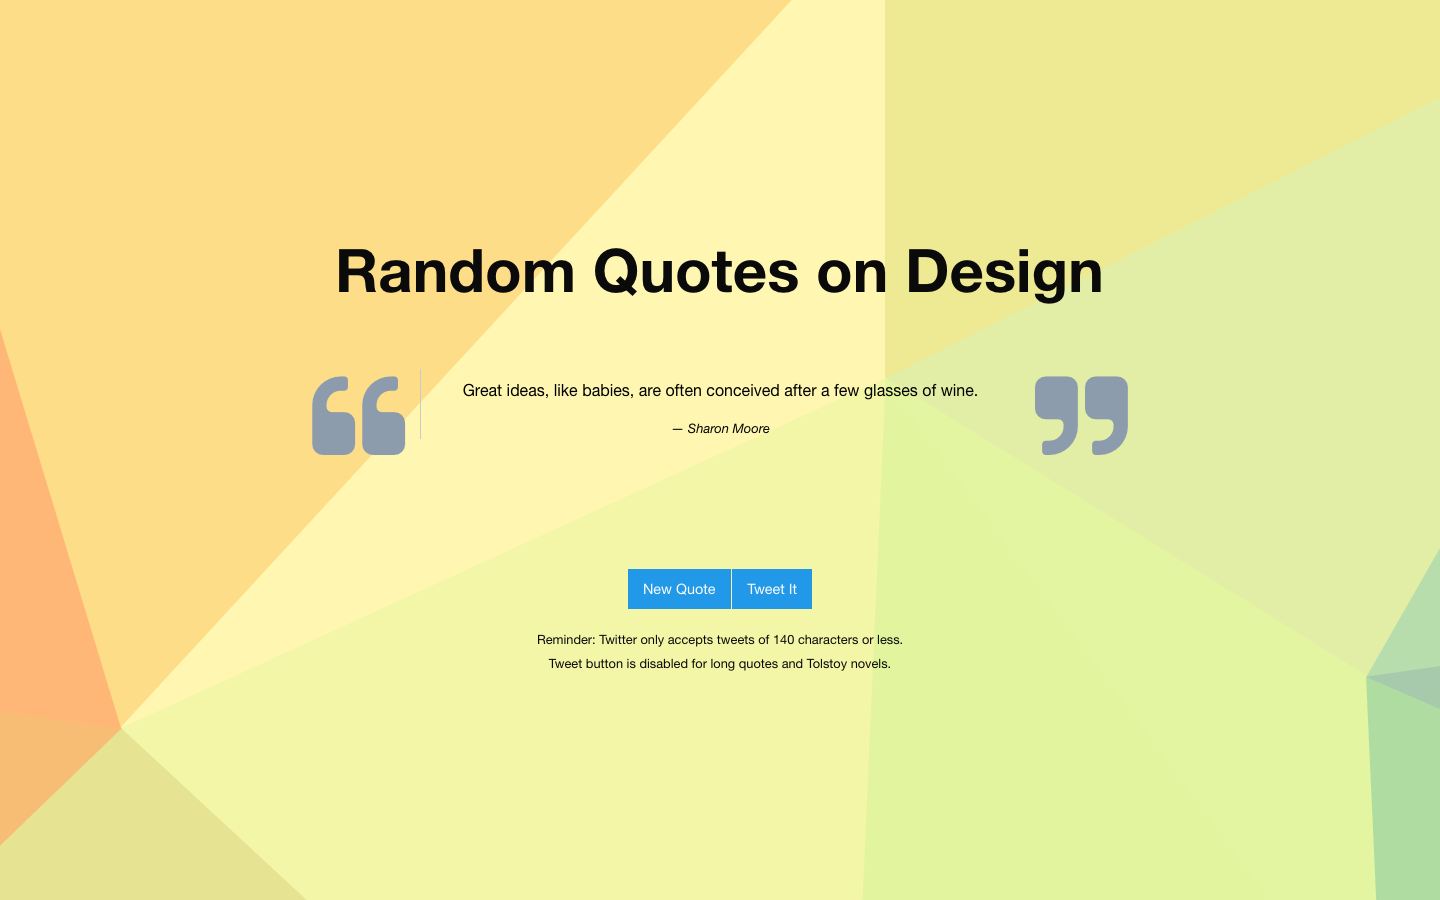 Random Quotes on Design
Great ideas, like babies, are often conceived after a few glasses of wine.
— Sharon Moore
New Quote
Tweet It
Reminder: Twitter only accepts tweets of 140 characters or less.
Tweet button is disabled for long quotes and Tolstoy novels.